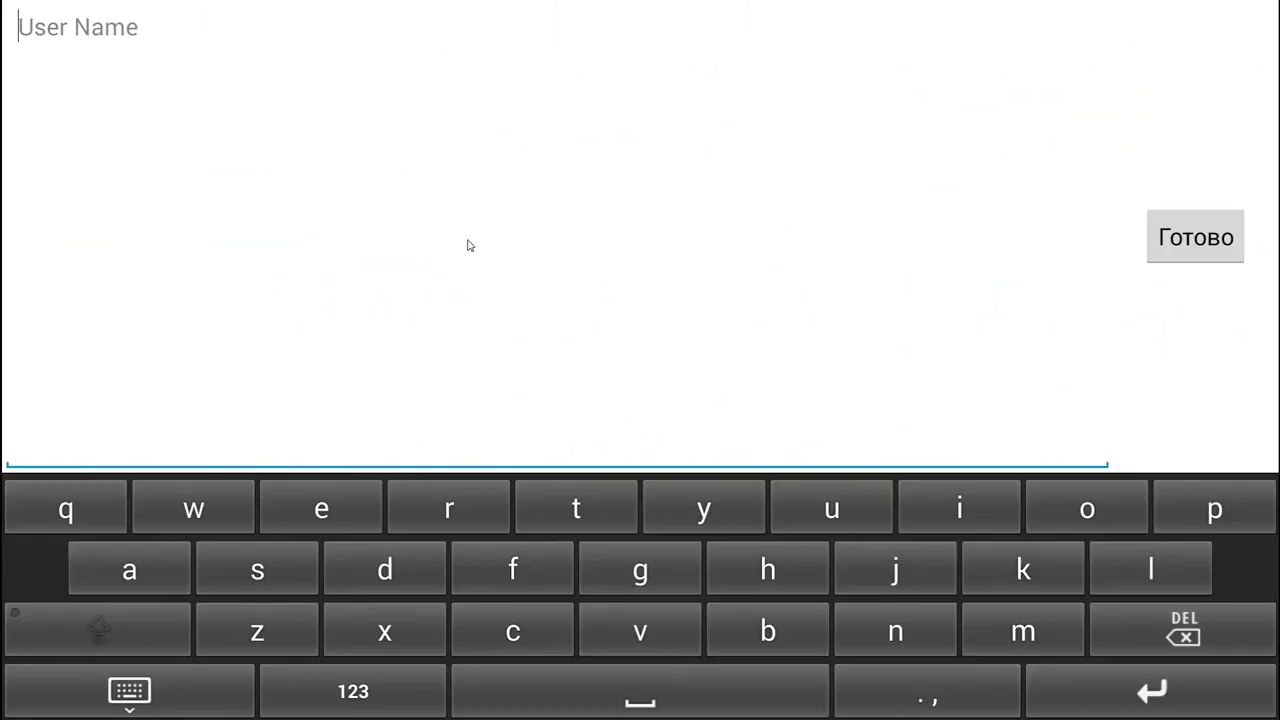 User Name
Готово
q w e r t y u i o p
a s d f g h j k l
z x c v b n m DEL
123 . ,